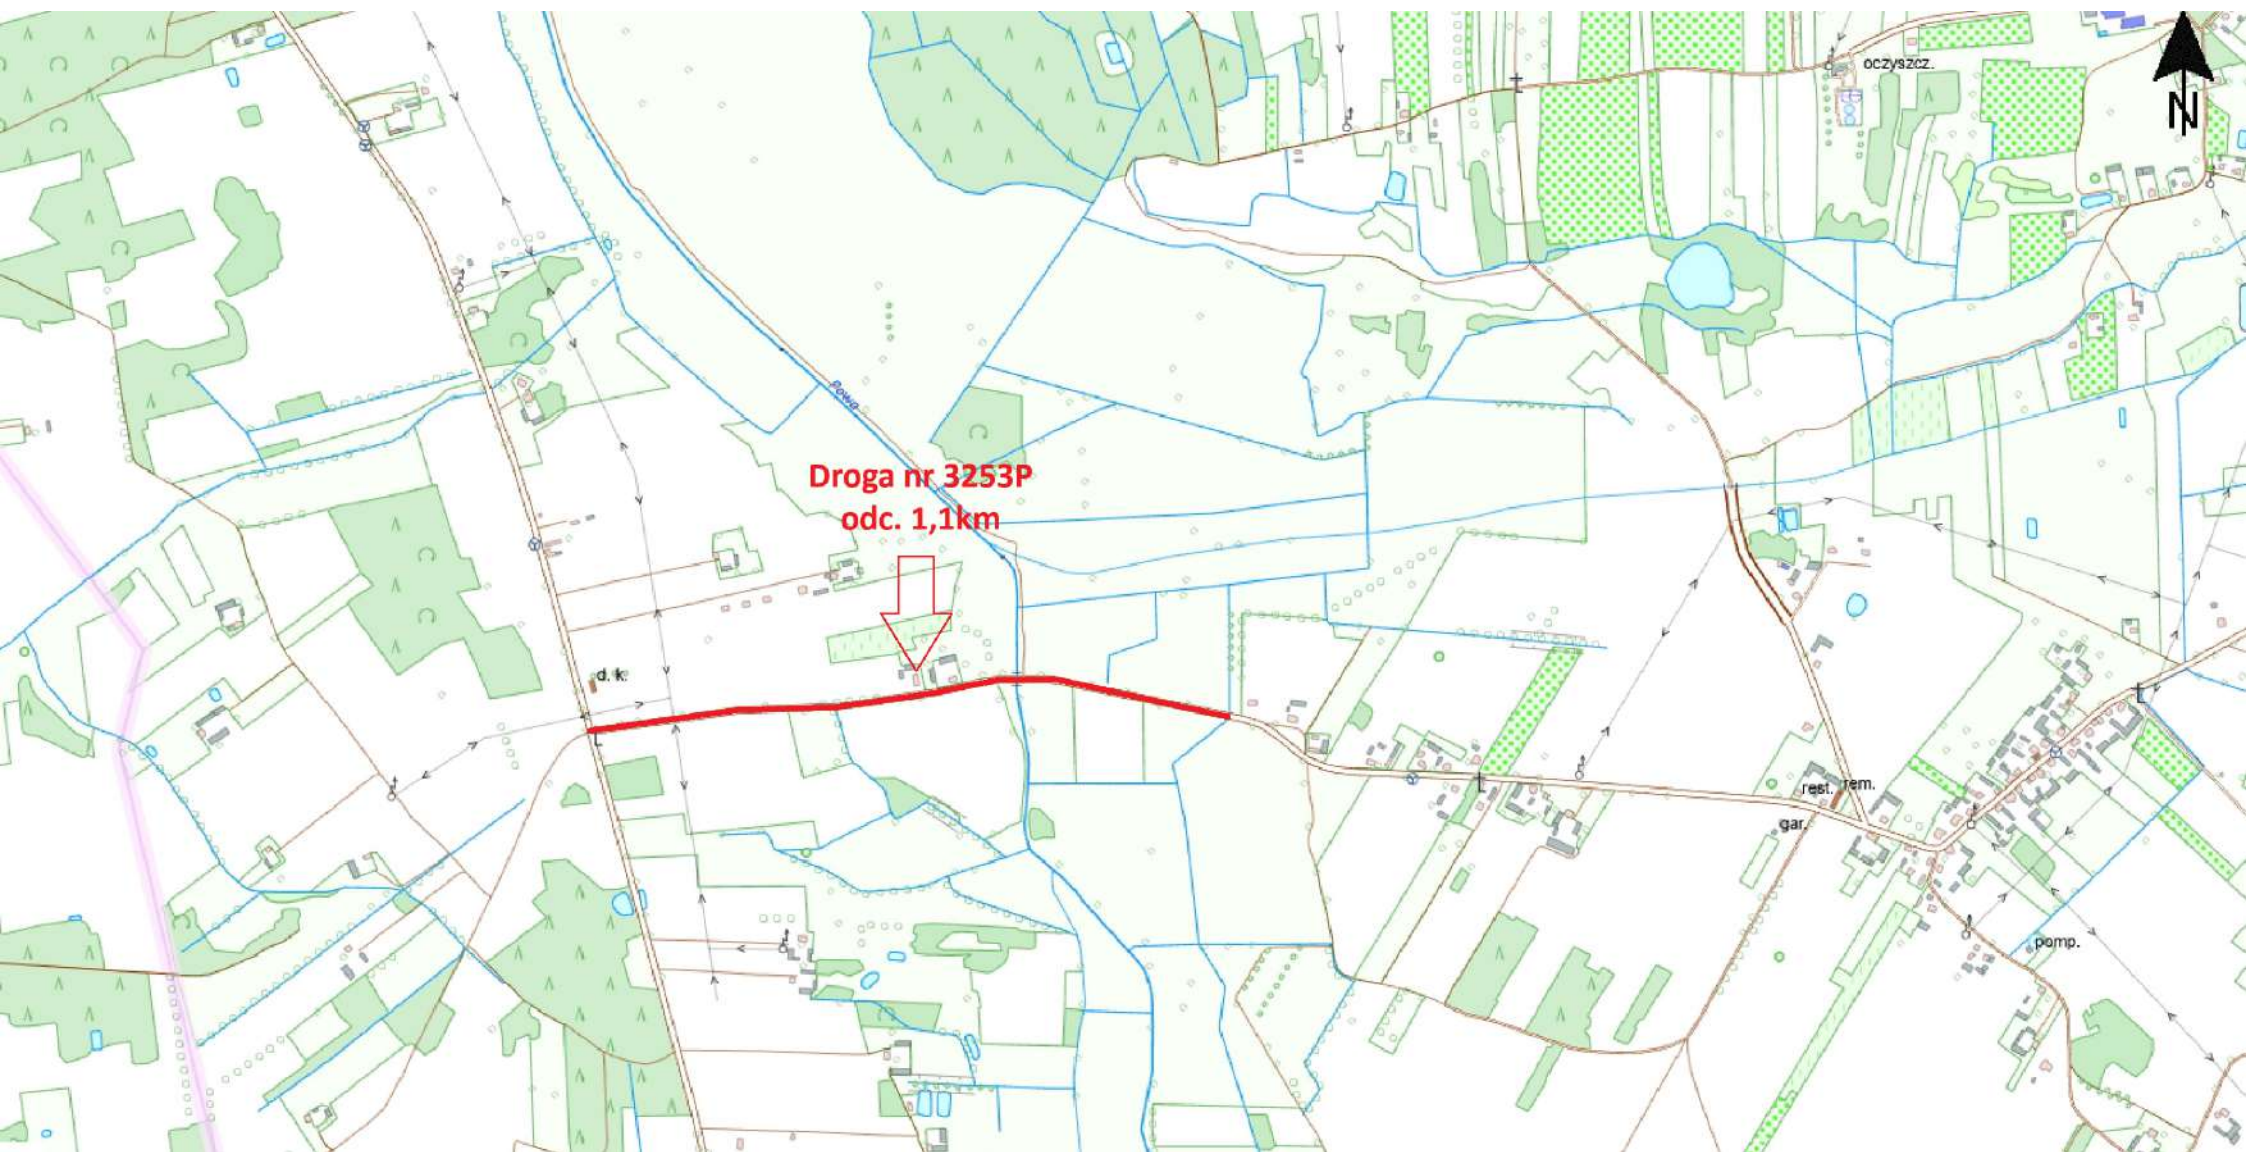 oczyszcz.
N
Powa
Droga nr 3253P
odc. 1,1km
d. k.
rest.
rem.
gar.
pomp.